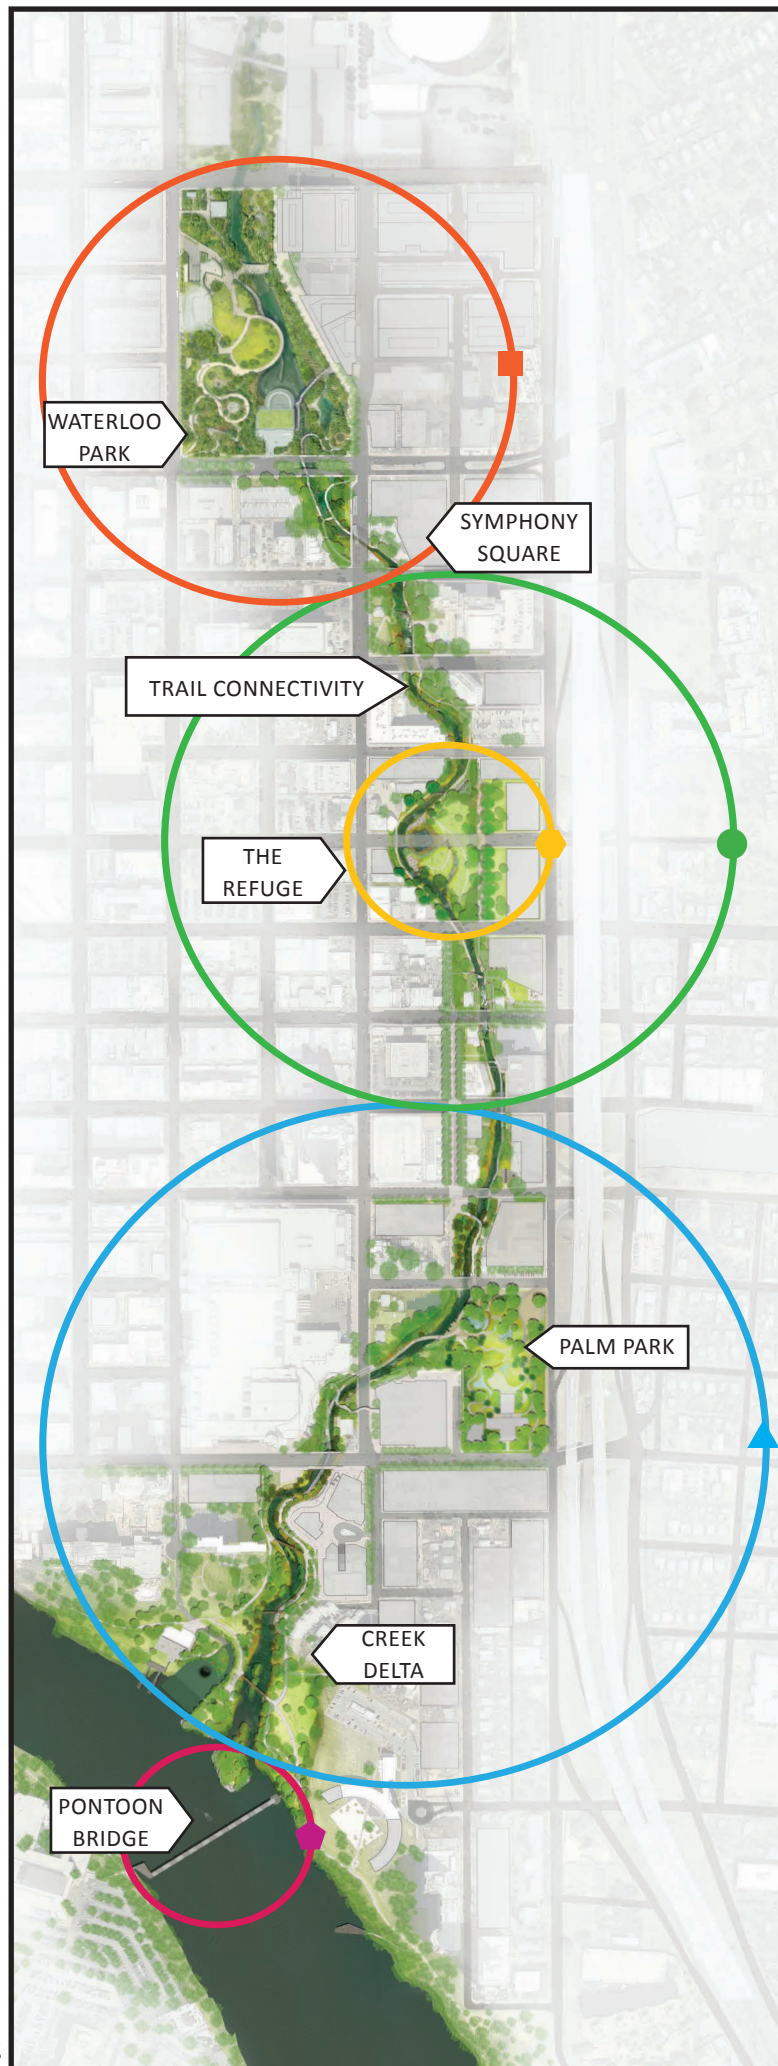 WATERLOO
PARK
SYMPHONY
SQUARE
TRAIL CONNECTIVITY
THE
REFUGE
PALM PARK
CREEK
DELTA
PONTOON
BRIDGE